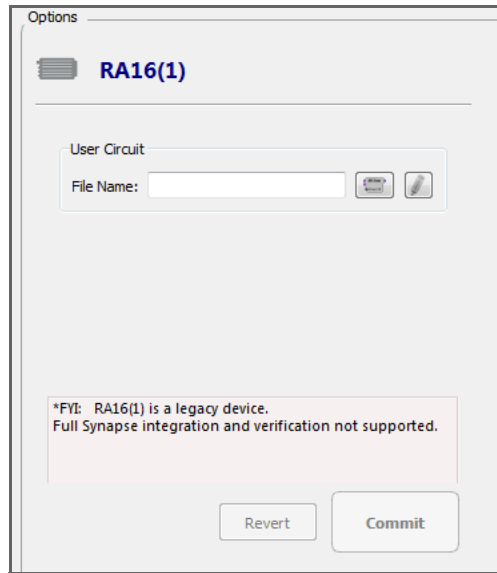 Options
RA16(1)
User Circuit
File Name:
*FYI: RA16(1) is a legacy device.
Full Synapse integration and verification not supported.
Revert
Commit